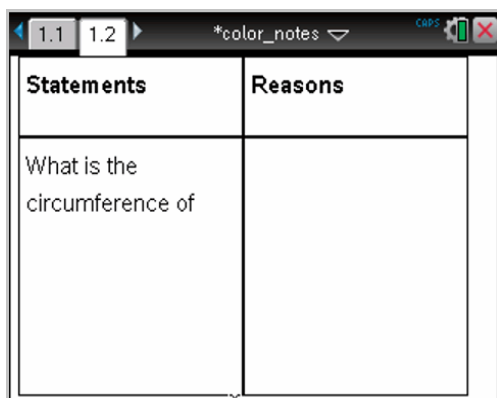 1.1 1.2 *color_notes CAPS
Statements Reasons
What is the
circumference of